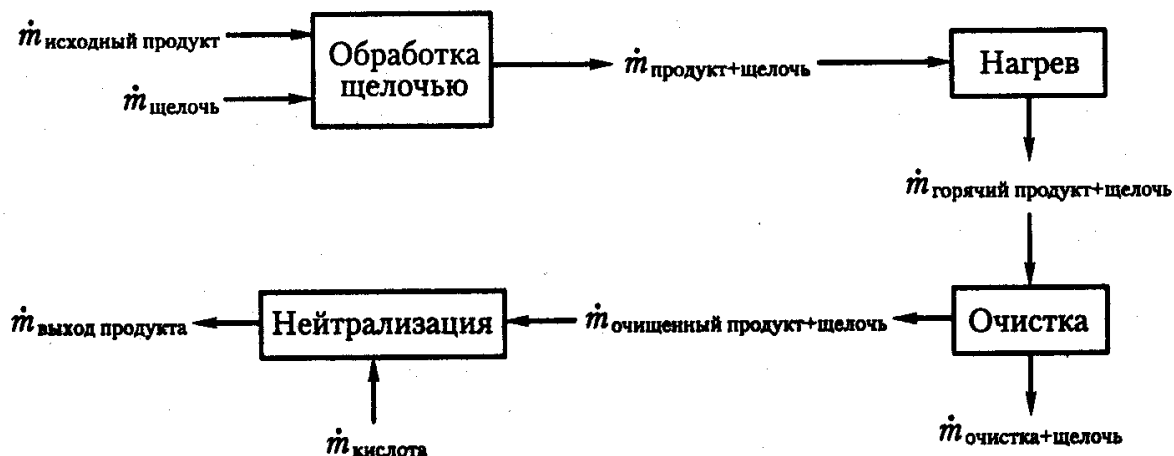 ṁ исходный продукт
ṁ щелочь
Обработка
щелочью
ṁ продукт+щелочь
Нагрев
ṁ горячий продукт+щелочь
Очистка
ṁ очистка+щелочь
ṁ очищенный продукт+щелочь
Нейтрализация
ṁ кислота
ṁ выход продукта